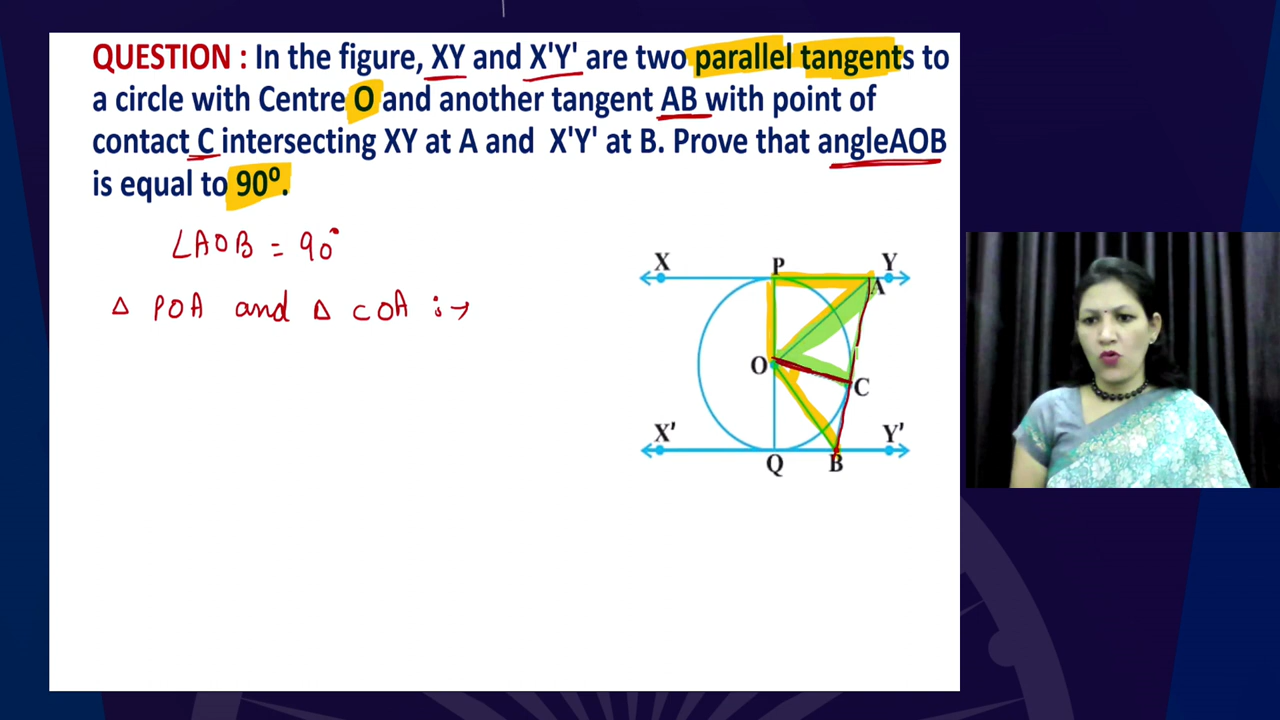 QUESTION : In the figure, XY and X'Y' are two parallel tangents to
a circle with Centre O and another tangent AB with point of
contact C intersecting XY at A and X'Y' at B. Prove that angleAOB
is equal to 90º.
∠AOB = 90°
Δ POA and Δ COA :→
X P Y
A
O
C
X' Y'
Q B